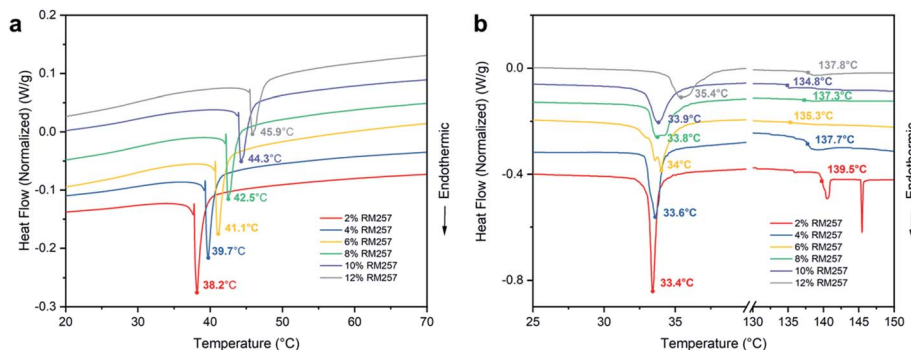 a
Heat Flow (Normalized) (W/g)
0.2
0.1
0.0
-0.1
-0.2
-0.3
20
30
40
50
60
70
Temperature (°C)
45.9°C
44.3°C
42.5°C
41.1°C
39.7°C
38.2°C
2% RM257
4% RM257
6% RM257
8% RM257
10% RM257
12% RM257
Endothermic
b
Heat Flow (Normalized) (W/g)
0.0
-0.4
-0.8
25
30
35
130
135
140
145
150
Temperature (°C)
35.4°C
33.9°C
33.8°C
34°C
33.6°C
33.4°C
137.8°C
134.8°C
137.3°C
135.3°C
137.7°C
139.5°C
2% RM257
4% RM257
6% RM257
8% RM257
10% RM257
12% RM257
Endothermic